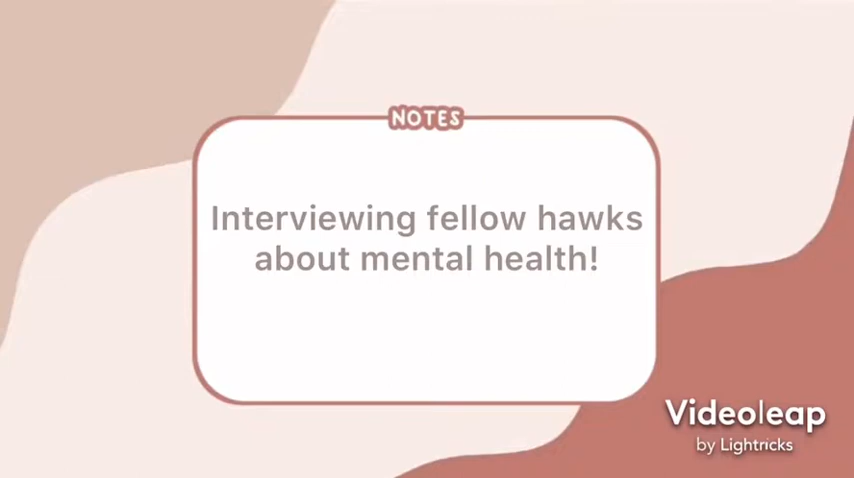 NOTES
Interviewing fellow hawks
about mental health!
Videoleap
by Lightricks